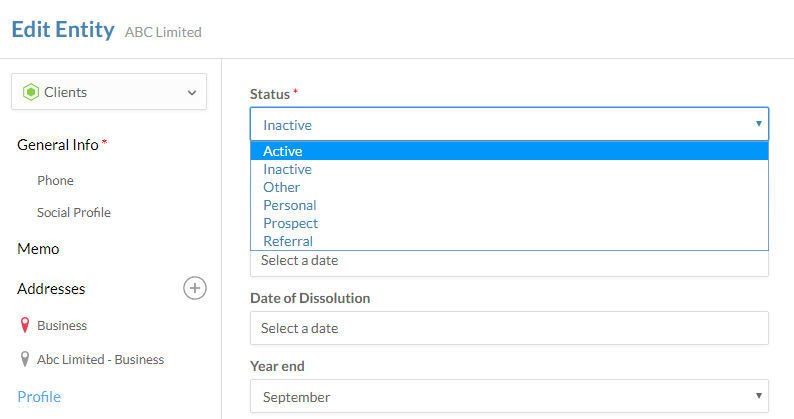 Edit Entity ABC Limited
Clients
General Info *
Phone
Social Profile
Memo
Addresses
Business
Abc Limited - Business
Profile
Status *
Inactive
Active
Inactive
Other
Personal
Prospect
Referral
Select a date
Date of Dissolution
Select a date
Year end
September